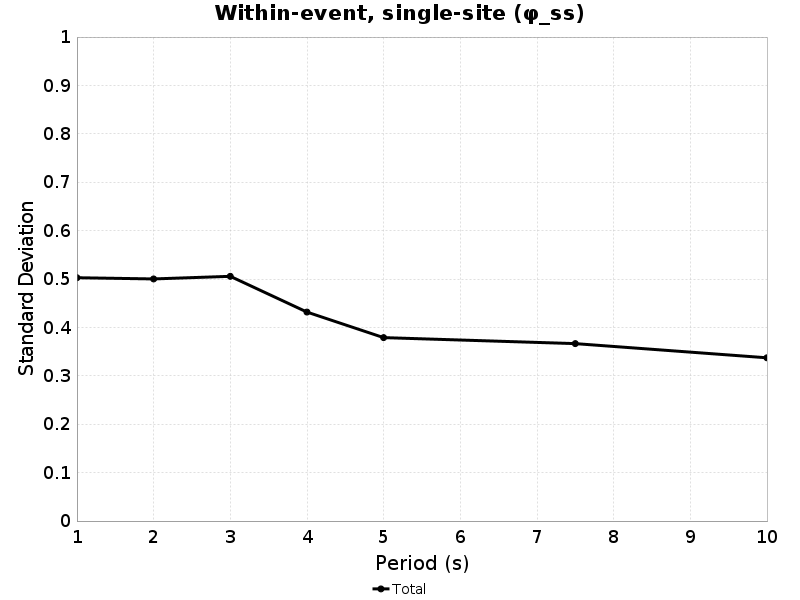 Within-event, single-site (φ_ss)
1
0.9
0.8
0.7
0.6
0.5
0.4
0.3
0.2
0.1
0
Standard Deviation
1 2 3 4 5 6 7 8 9 10
Period (s)
Total